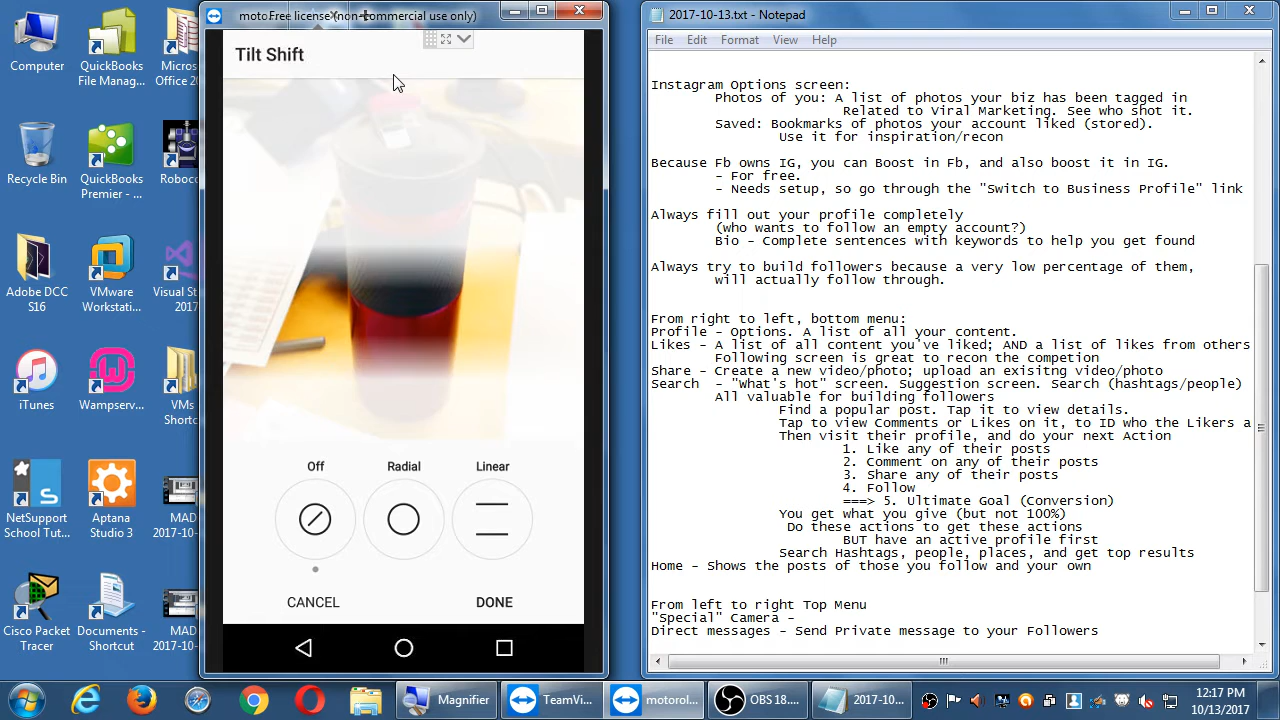 Computer
QuickBooks
File Manag...
Micros
Office 20
Recycle Bin
QuickBooks
Premier - ...
Roboco
Adobe DCC
S16
VMware
Workstati...
Visual St
2017
iTunes
Wampserv...
VMs
Shortc
NetSupport
School Tut...
Aptana
Studio 3
MAD
2017-10-
Cisco Packet
Tracer
Documents -
Shortcut
MAD
2017-10-
moto Free license (non-commercial use only)
Tilt Shift
Off
Radial
Linear
CANCEL
DONE
2017-10-13.txt - Notepad
File Edit Format View Help
Instagram Options screen:
Photos of you: A list of photos your biz has been tagged in
Related to Viral Marketing. See who shot it.
Saved: Bookmarks of photos your account liked (stored).
Use it for inspiration/recon
Because Fb owns IG, you can Boost in Fb, and also boost it in IG.
- For free.
- Needs setup, so go through the "Switch to Business Profile" link
Always fill out your profile completely
(who wants to follow an empty account?)
Bio - Complete sentences with keywords to help you get found
Always try to build followers because a very low percentage of them,
will actually follow through.
From right to left, bottom menu:
Profile - Options. A list of all your content.
Likes - A list of all content you've liked; AND a list of likes from others
Following screen is great to recon the competion
Share - Create a new video/photo; upload an exisitng video/photo
Search - "What's hot" screen. Suggestion screen. Search (hashtags/people)
All valuable for building followers
Find a popular post. Tap it to view details.
Tap to view Comments or Likes on it, to ID who the Likers a
Then visit their profile, and do your next Action
1. Like any of their posts
2. Comment on any of their posts
3. Share any of their posts
4. Follow
===> 5. Ultimate Goal (Conversion)
You get what you give (but not 100%)
Do these actions to get these actions
BUT have an active profile first
Search Hashtags, people, places, and get top results
Home - Shows the posts of those you follow and your own
From left to right Top Menu
"Special" Camera -
Direct messages - Send Private message to your Followers
Magnifier
TeamVi...
motorol...
OBS 18....
2017-10...
12:17 PM
10/13/2017